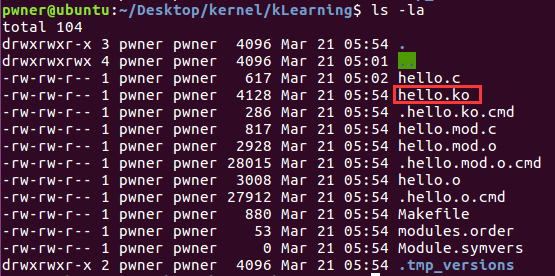 pwner@ubuntu:~/Desktop/kernel/kLearning$ ls -la
total 104
drwxrwxr-x 3 pwner pwner  4096 Mar 21 05:54 .
drwxrwxrwx 4 pwner pwner  4096 Mar 21 05:01 ..
-rw-rw-r-- 1 pwner pwner   617 Mar 21 05:02 hello.c
-rw-rw-r-- 1 pwner pwner  4128 Mar 21 05:54 hello.ko
-rw-rw-r-- 1 pwner pwner   286 Mar 21 05:54 .hello.ko.cmd
-rw-rw-r-- 1 pwner pwner   817 Mar 21 05:54 hello.mod.c
-rw-rw-r-- 1 pwner pwner  2928 Mar 21 05:54 hello.mod.o
-rw-rw-r-- 1 pwner pwner 28015 Mar 21 05:54 .hello.mod.o.cmd
-rw-rw-r-- 1 pwner pwner  3008 Mar 21 05:54 hello.o
-rw-rw-r-- 1 pwner pwner 27912 Mar 21 05:54 .hello.o.cmd
-rw-rw-r-- 1 pwner pwner   880 Mar 21 05:54 Makefile
-rw-rw-r-- 1 pwner pwner    53 Mar 21 05:54 modules.order
-rw-rw-r-- 1 pwner pwner     0 Mar 21 05:54 Module.symvers
drwxrwxr-x 2 pwner pwner  4096 Mar 21 05:54 .tmp_versions